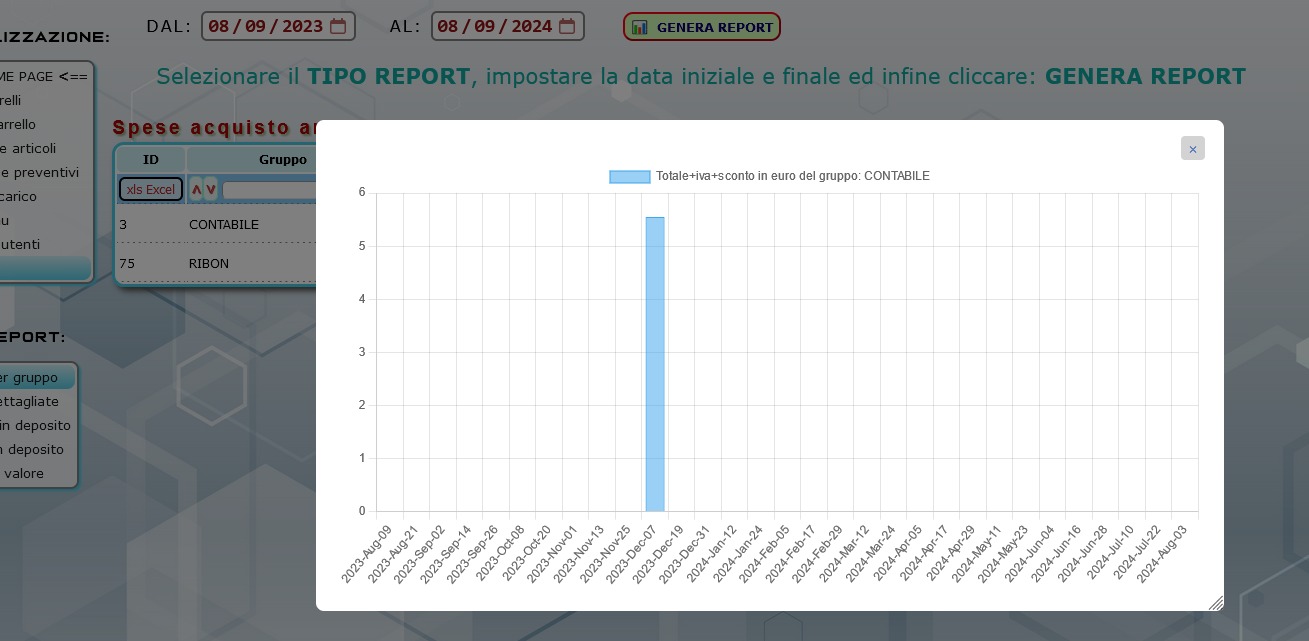 LIZZAZIONE:
DAL: 08/09/2023 AL: 08/09/2024 GENERA REPORT
ME PAGE <==
Selezionare il TIPO REPORT, impostare la data iniziale e finale ed infine cliccare: GENERA REPORT
relli
arrello
e articoli
e preventivi
carico
u
utenti
Spese acquisto ar
ID Gruppo
xls Excel
3 CONTABILE
75 RIBON
EPORT:
er gruppo
ettagliate
in deposito
n deposito
valore
×
Totale+iva+sconto in euro del gruppo: CONTABILE
6
5
4
3
2
1
0
2023-Aug-09
2023-Aug-21
2023-Sep-02
2023-Sep-14
2023-Sep-26
2023-Oct-08
2023-Oct-20
2023-Nov-01
2023-Nov-13
2023-Nov-25
2023-Dec-07
2023-Dec-19
2023-Dec-31
2024-Jan-12
2024-Jan-24
2024-Feb-05
2024-Feb-17
2024-Feb-29
2024-Mar-12
2024-Mar-24
2024-Apr-05
2024-Apr-17
2024-Apr-29
2024-May-11
2024-May-23
2024-Jun-04
2024-Jun-16
2024-Jun-28
2024-Jul-10
2024-Jul-22
2024-Aug-03